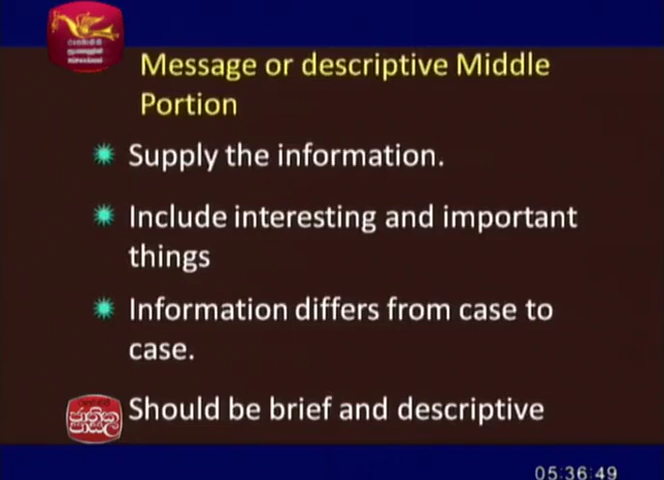 Message or descriptive Middle
Portion
Supply the information.
Include interesting and important
things
Information differs from case to
case.
Should be brief and descriptive
ජාතික
පාසල
05:36:49